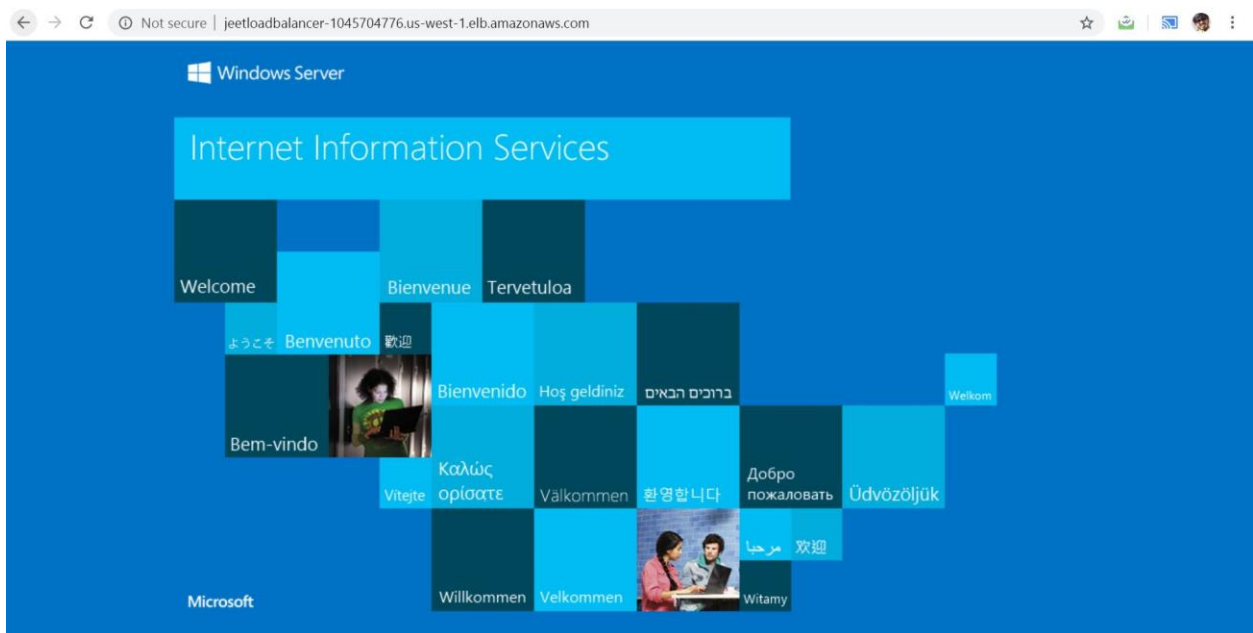 Not secure | jeetloadbalancer-1045704776.us-west-1.elb.amazonaws.com
Windows Server
Internet Information Services
Welcome
Bienvenue
Tervetuloa
ようこそ
Benvenuto
歡迎
Bienvenido
Hoş geldiniz
ברוכים הבאים
Welkom
Bem-vindo
Vítejte
Καλώς
ορίσατε
Välkommen
환영합니다
Добро
пожаловать
Üdvözöljük
مرحبا
欢迎
Microsoft
Willkommen
Velkommen
Witamy